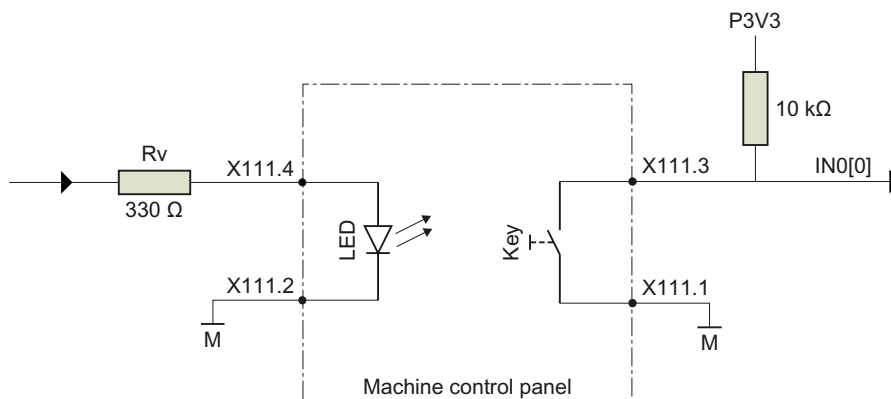 P3V3
10 kΩ
Rv
330 Ω
X111.4
X111.3
IN0[0]
LED
Key
X111.2
X111.1
M
M
Machine control panel